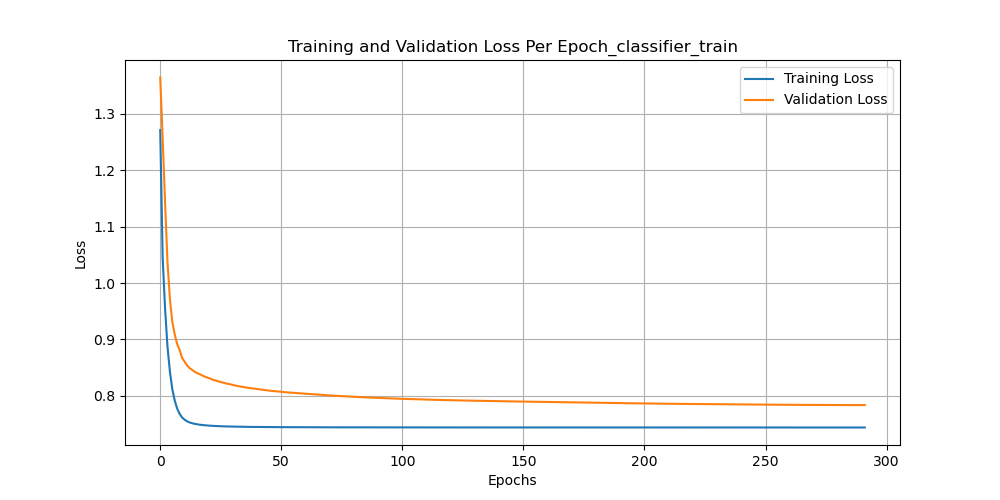 Training and Validation Loss Per Epoch_classifier_train
Training Loss
Validation Loss
1.3
1.2
1.1
1.0
0.9
0.8
Loss
0
50
100
150
200
250
300
Epochs